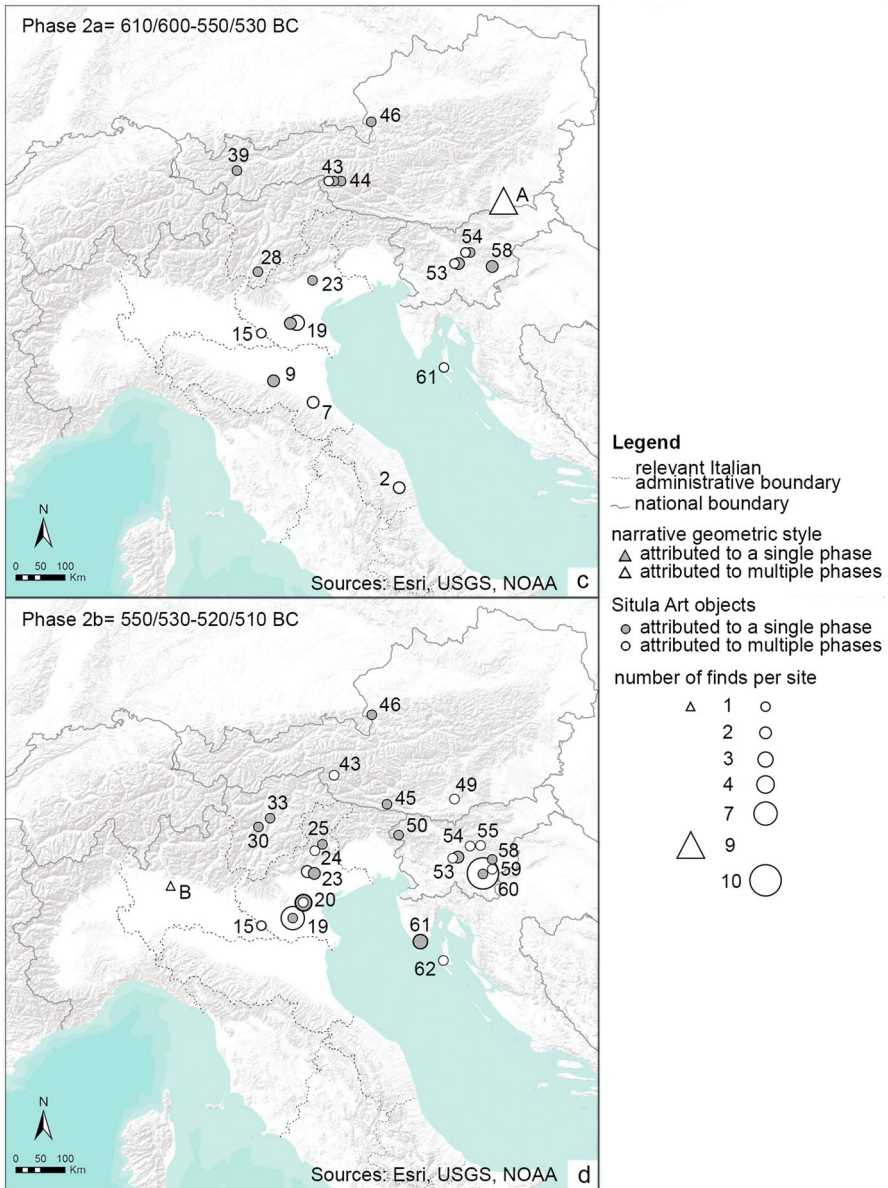 Phase 2a= 610/600-550/530 BC
46
39
43
44
A
54
58
53
28
23
19
15
61
9
7
2
N
0 50 100
Km
Sources: Esri, USGS, NOAA
c
Phase 2b= 550/530-520/510 BC
46
43
49
45
33
30
25
50
54
55
58
24
53
59
23
60
B
20
19
15
61
62
N
0 50 100
Km
Sources: Esri, USGS, NOAA
d
Legend
relevant Italian
administrative boundary
national boundary
narrative geometric style
attributed to a single phase
attributed to multiple phases
Situla Art objects
attributed to a single phase
attributed to multiple phases
number of finds per site
1
2
3
4
7
9
10